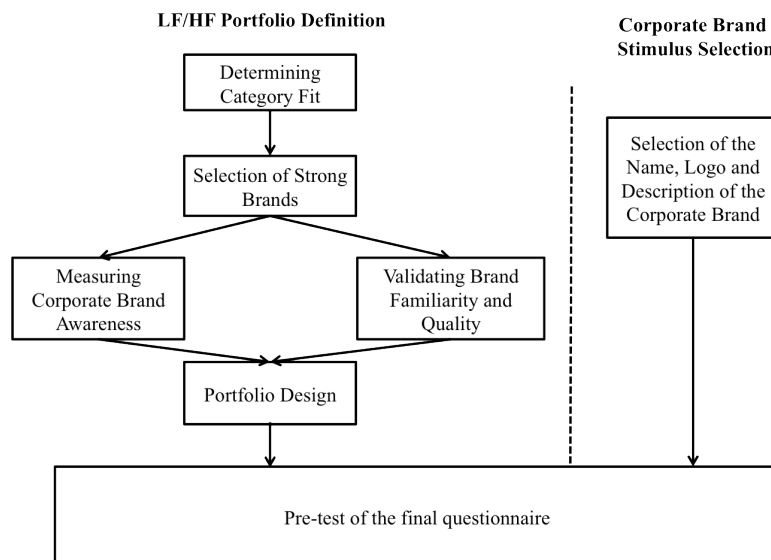 LF/HF Portfolio Definition
Corporate Brand
Stimulus Selection
Determining
Category Fit
Selection of Strong
Brands
Selection of the
Name, Logo and
Description of the
Corporate Brand
Measuring
Corporate Brand
Awareness
Validating Brand
Familiarity and
Quality
Portfolio Design
Pre-test of the final questionnaire